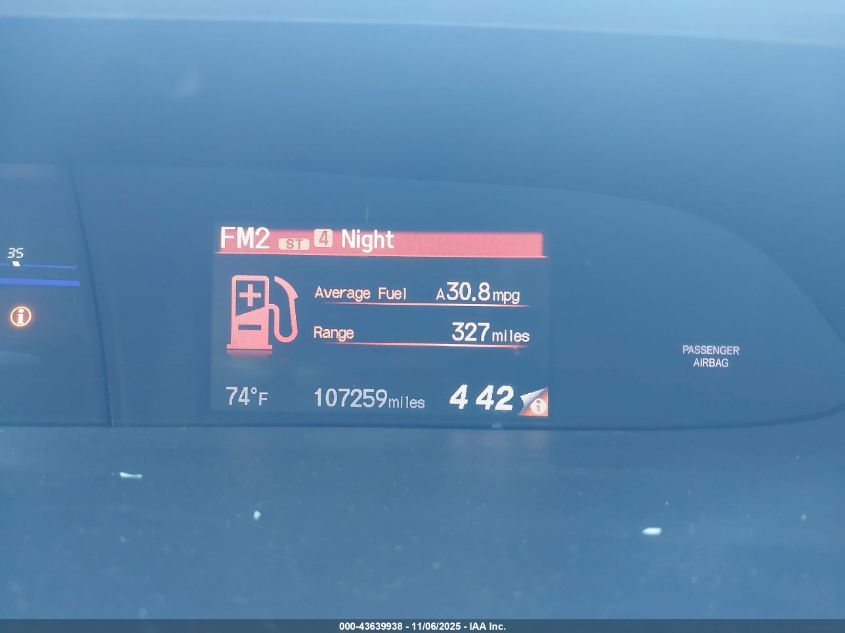 FM2 ST 4 Night
35
Average Fuel A30.8mpg
Range 327miles
PASSENGER
AIRBAG
74°F 107259miles 4 42
000-43639938 - 11/06/2025 - IAA Inc.